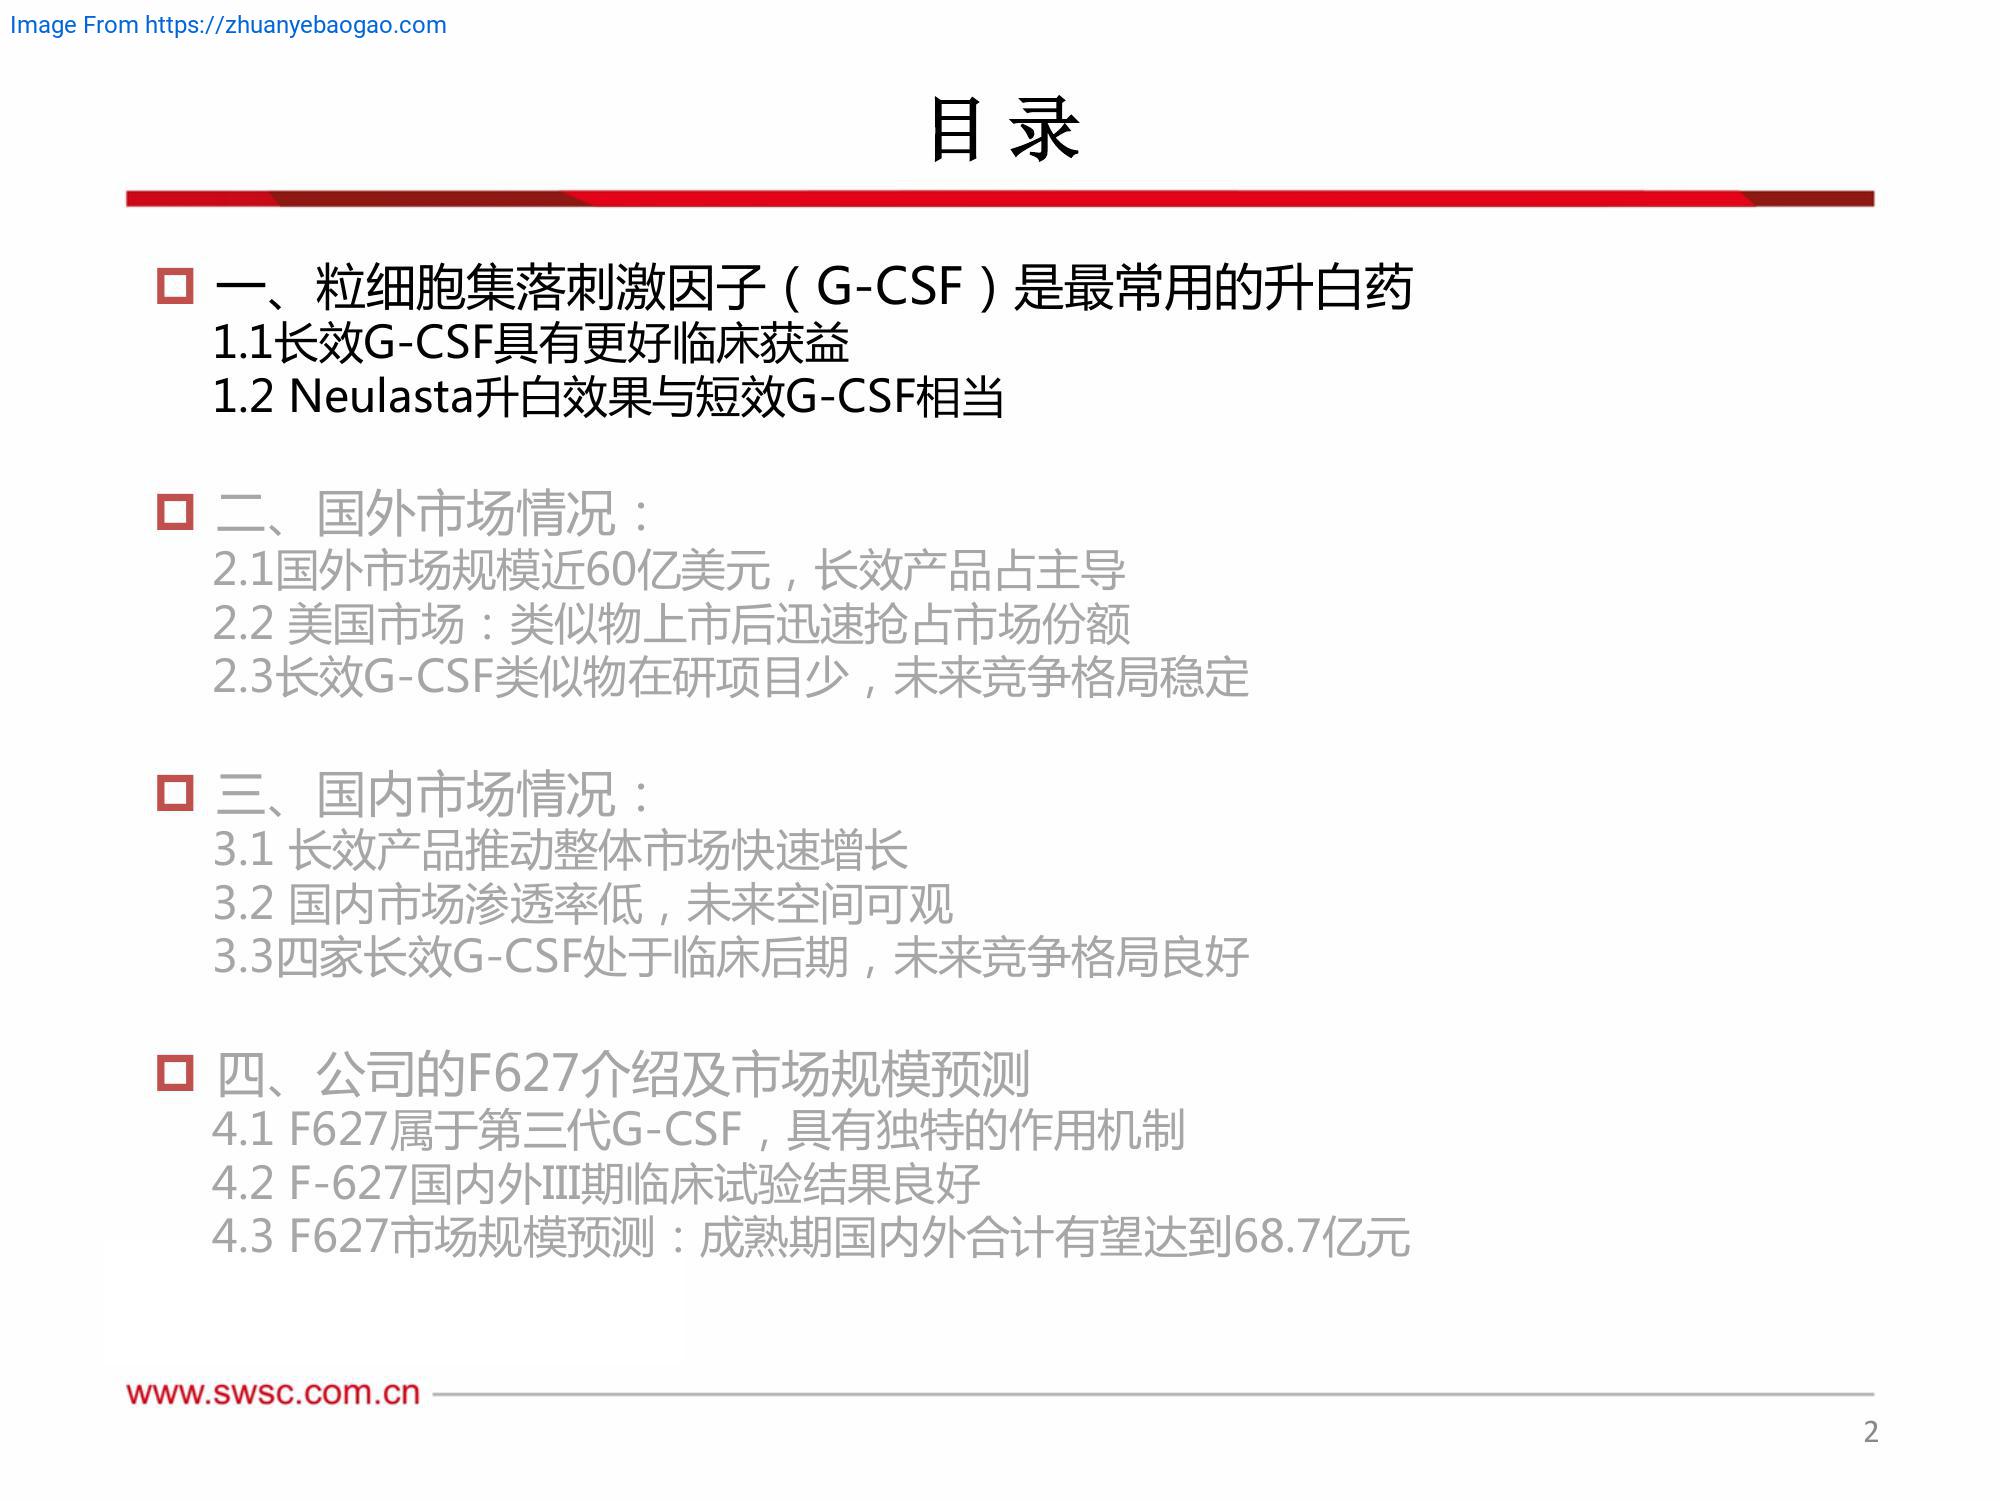 Image From https://zhuanyebaogao.com
目 录
一、粒细胞集落刺激因子（G-CSF）是最常用的升白药
1.1长效G-CSF具有更好临床获益
1.2 Neulasta升白效果与短效G-CSF相当
二、国外市场情况：
2.1国外市场规模近60亿美元，长效产品占主导
2.2 美国市场：类似物上市后迅速抢占市场份额
2.3长效G-CSF类似物在研项目少，未来竞争格局稳定
三、国内市场情况：
3.1 长效产品推动整体市场快速增长
3.2 国内市场渗透率低，未来空间可观
3.3四家长效G-CSF处于临床后期，未来竞争格局良好
四、公司的F627介绍及市场规模预测
4.1 F627属于第三代G-CSF，具有独特的作用机制
4.2 F-627国内外III期临床试验结果良好
4.3 F627市场规模预测：成熟期国内外合计有望达到68.7亿元
www.swsc.com.cn
2